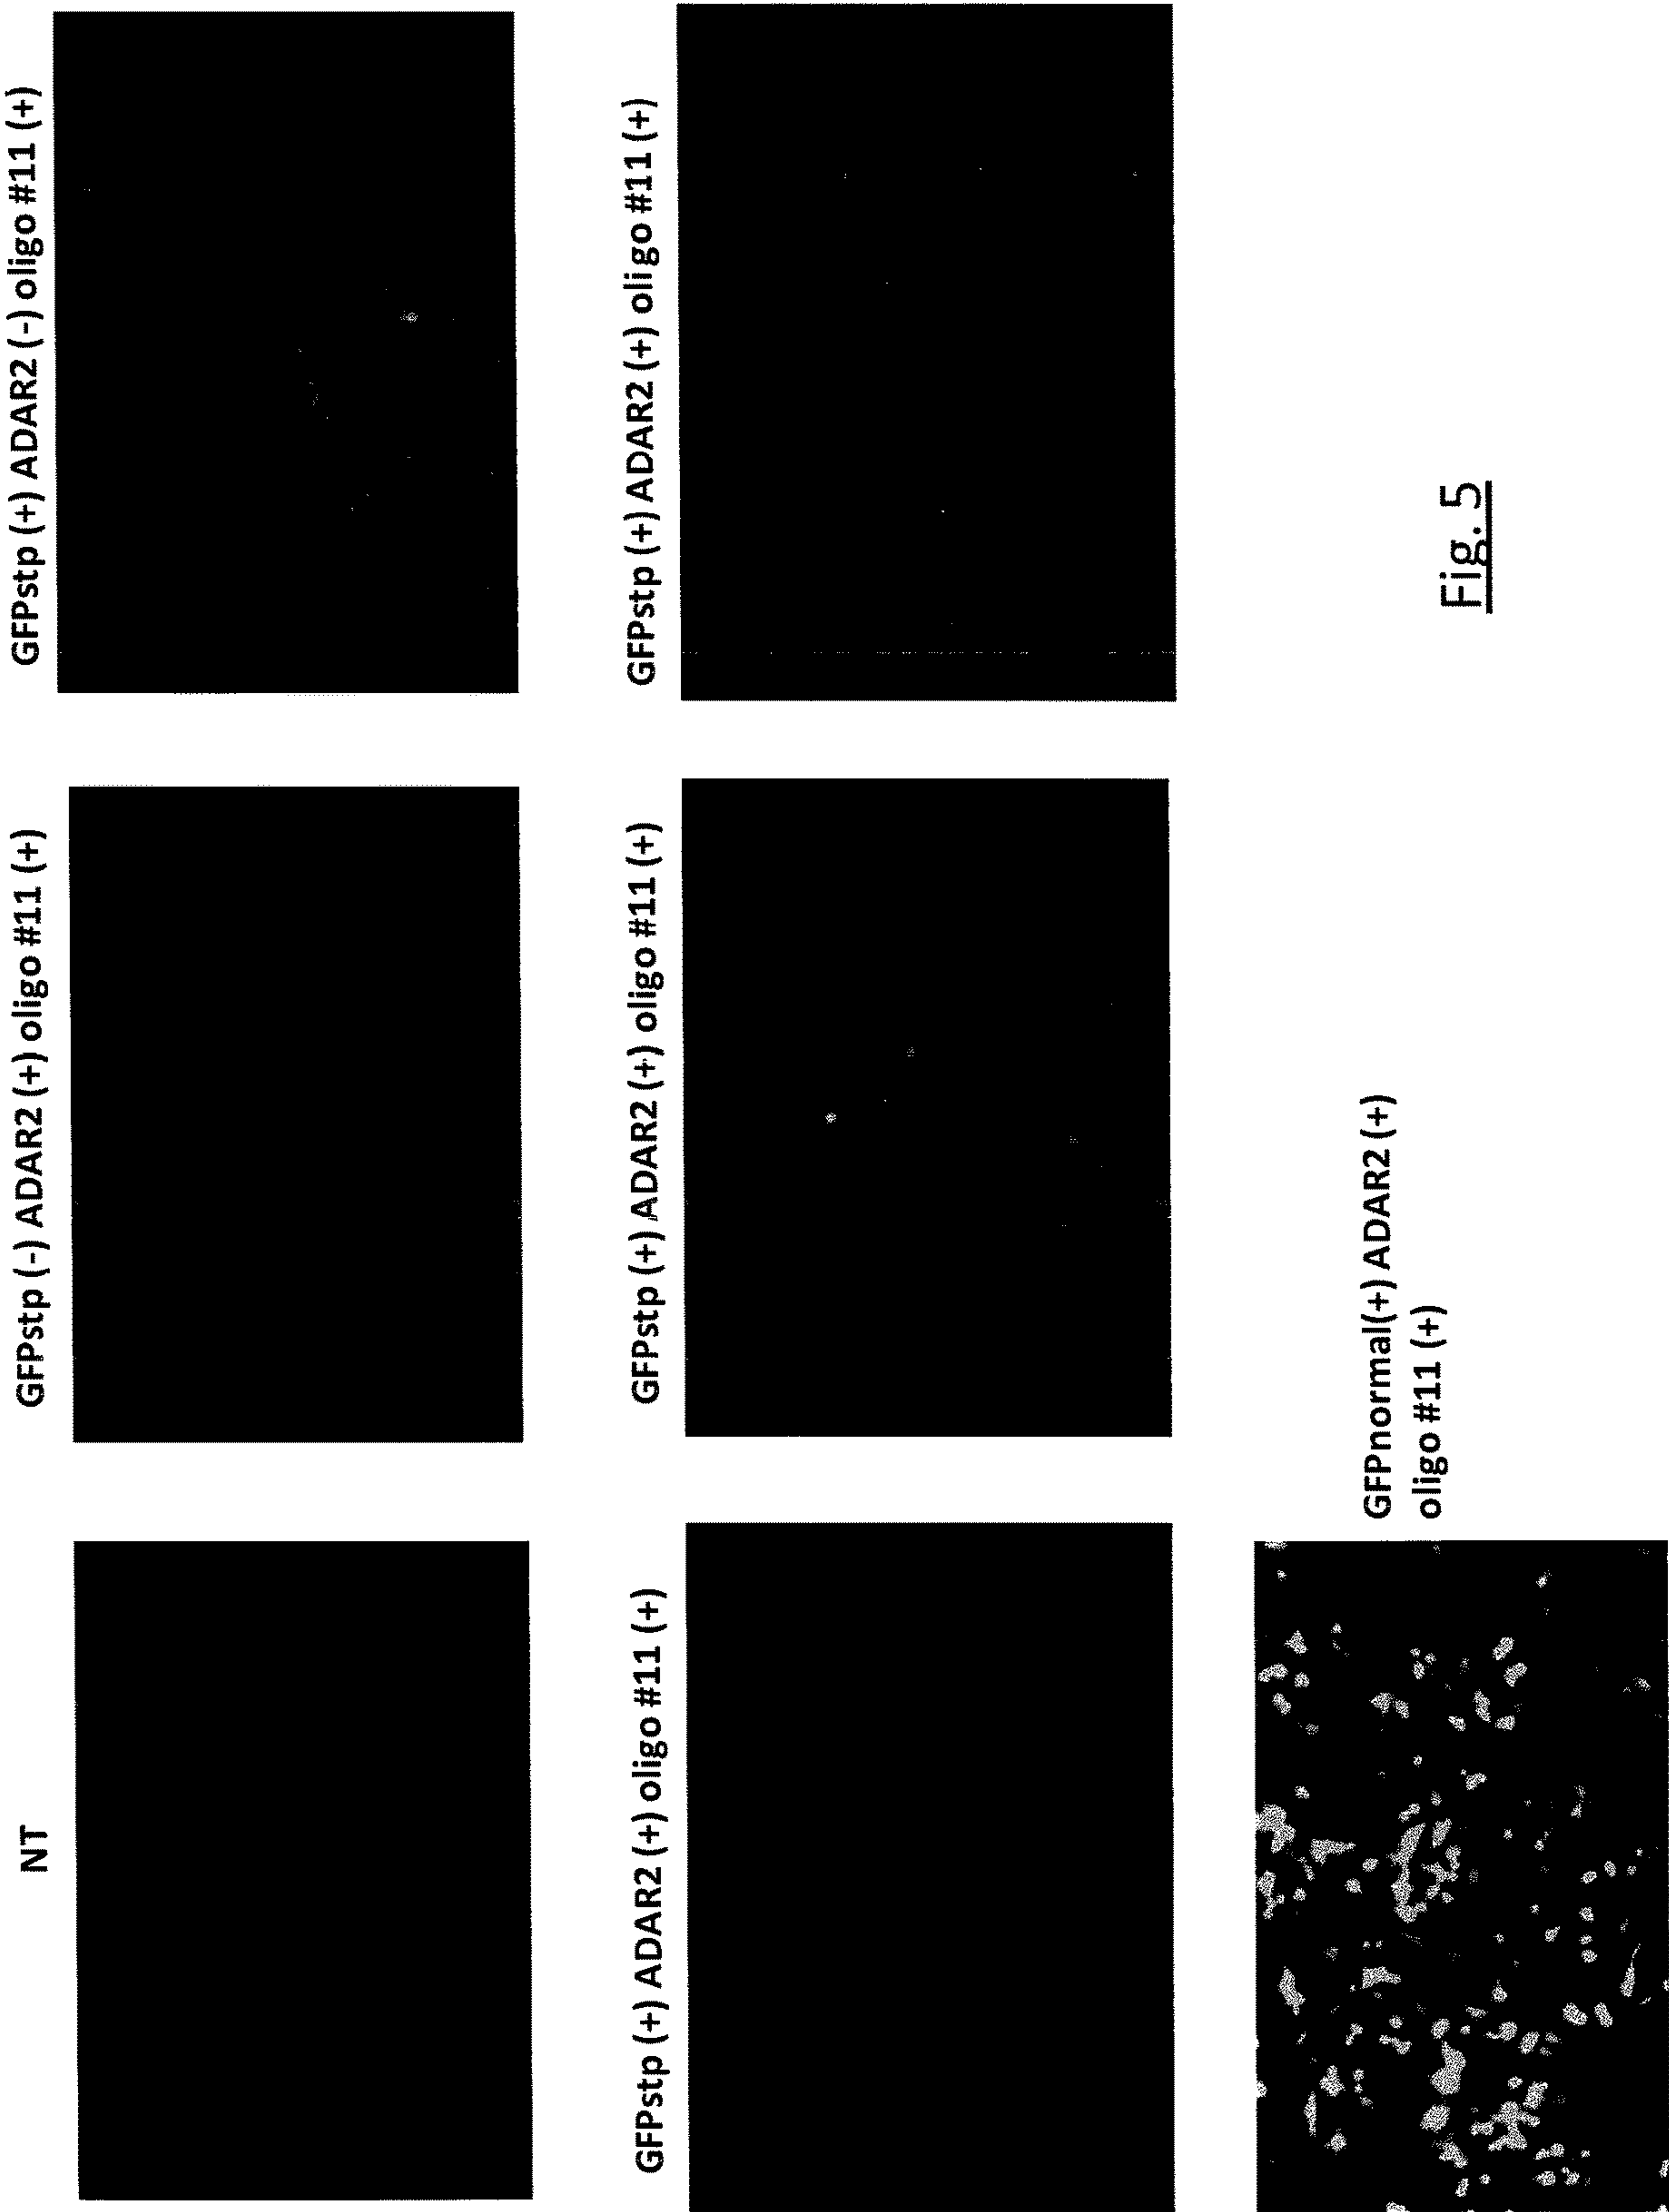 NT
GFPstp (-) ADAR2 (+) oligo #11 (+)
GFPstp (+) ADAR2 (-) oligo #11 (+)
GFPstp (+) ADAR2 (+) oligo #11 (+)
GFPstp (+) ADAR2 (+) oligo #11 (+)
GFPstp (+) ADAR2 (+) oligo #11 (+)
GFPnormal(+) ADAR2 (+)
oligo #11 (+)
Fig. 5